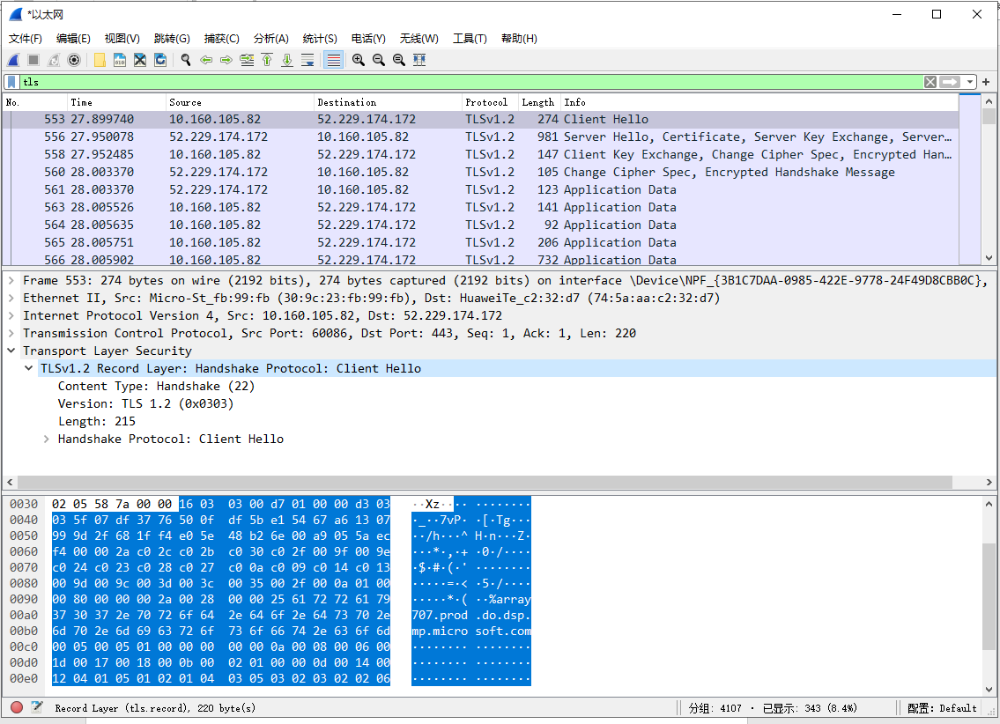 *以太网
文件(F) 编辑(E) 视图(V) 跳转(G) 捕获(C) 分析(A) 统计(S) 电话(Y) 无线(W) 工具(T) 帮助(H)
tls
No. Time Source Destination Protocol Length Info
553 27.899740 10.160.105.82 52.229.174.172 TLSv1.2 274 Client Hello
556 27.950078 52.229.174.172 10.160.105.82 TLSv1.2 981 Server Hello, Certificate, Server Key Exchange, Server…
558 27.952485 10.160.105.82 52.229.174.172 TLSv1.2 147 Client Key Exchange, Change Cipher Spec, Encrypted Han…
560 28.003370 52.229.174.172 10.160.105.82 TLSv1.2 105 Change Cipher Spec, Encrypted Handshake Message
561 28.003370 52.229.174.172 10.160.105.82 TLSv1.2 123 Application Data
563 28.005526 10.160.105.82 52.229.174.172 TLSv1.2 141 Application Data
564 28.005635 10.160.105.82 52.229.174.172 TLSv1.2 92 Application Data
565 28.005751 10.160.105.82 52.229.174.172 TLSv1.2 206 Application Data
566 28.005902 10.160.105.82 52.229.174.172 TLSv1.2 732 Application Data
Frame 553: 274 bytes on wire (2192 bits), 274 bytes captured (2192 bits) on interface \Device\NPF_{3B1C7DAA-0985-422E-9778-24F49D8CBB0C},
Ethernet II, Src: Micro-St_fb:99:fb (30:9c:23:fb:99:fb), Dst: HuaweiTe_c2:32:d7 (74:5a:aa:c2:32:d7)
Internet Protocol Version 4, Src: 10.160.105.82, Dst: 52.229.174.172
Transmission Control Protocol, Src Port: 60086, Dst Port: 443, Seq: 1, Ack: 1, Len: 220
Transport Layer Security
TLSv1.2 Record Layer: Handshake Protocol: Client Hello
Content Type: Handshake (22)
Version: TLS 1.2 (0x0303)
Length: 215
Handshake Protocol: Client Hello
0030 02 05 58 7a 00 00 16 03 03 00 d7 01 00 00 d3 03 ··Xz···· ········
0040 03 5f 07 df 37 76 50 0f df 5b e1 54 67 a6 13 07 ·_··7vP· ·[·Tg···
0050 99 9d 2f 68 1f f4 e0 5e 48 b2 6e 00 a9 05 5a ec ··/h···^ H·n···Z·
0060 f4 00 00 2a c0 2c c0 2b c0 30 c0 2f 00 9f 00 9e ···*·,·+ ·0·/····
0070 c0 24 c0 23 c0 28 c0 27 c0 0a c0 09 c0 14 c0 13 ·$·#·(·' ········
0080 00 9d 00 9c 00 3d 00 3c 00 35 00 2f 00 0a 01 00 ·····=·< ·5·/····
0090 00 80 00 00 00 2a 00 28 00 00 25 61 72 72 61 79 ·····*·( ··%array
00a0 37 30 37 2e 70 72 6f 64 2e 64 6f 2e 64 73 70 2e 707.prod .do.dsp.
00b0 6d 70 2e 6d 69 63 72 6f 73 6f 66 74 2e 63 6f 6d mp.micro soft.com
00c0 00 05 00 05 01 00 00 00 00 00 0a 00 08 00 06 00 ········ ········
00d0 1d 00 17 00 18 00 0b 00 02 01 00 00 0d 00 14 00 ········ ········
00e0 12 04 01 05 01 02 01 04 03 05 03 02 03 02 02 06 ········ ········
Record Layer (tls.record), 220 byte(s) 分组: 4107 · 已显示: 343 (8.4%) 配置: Default